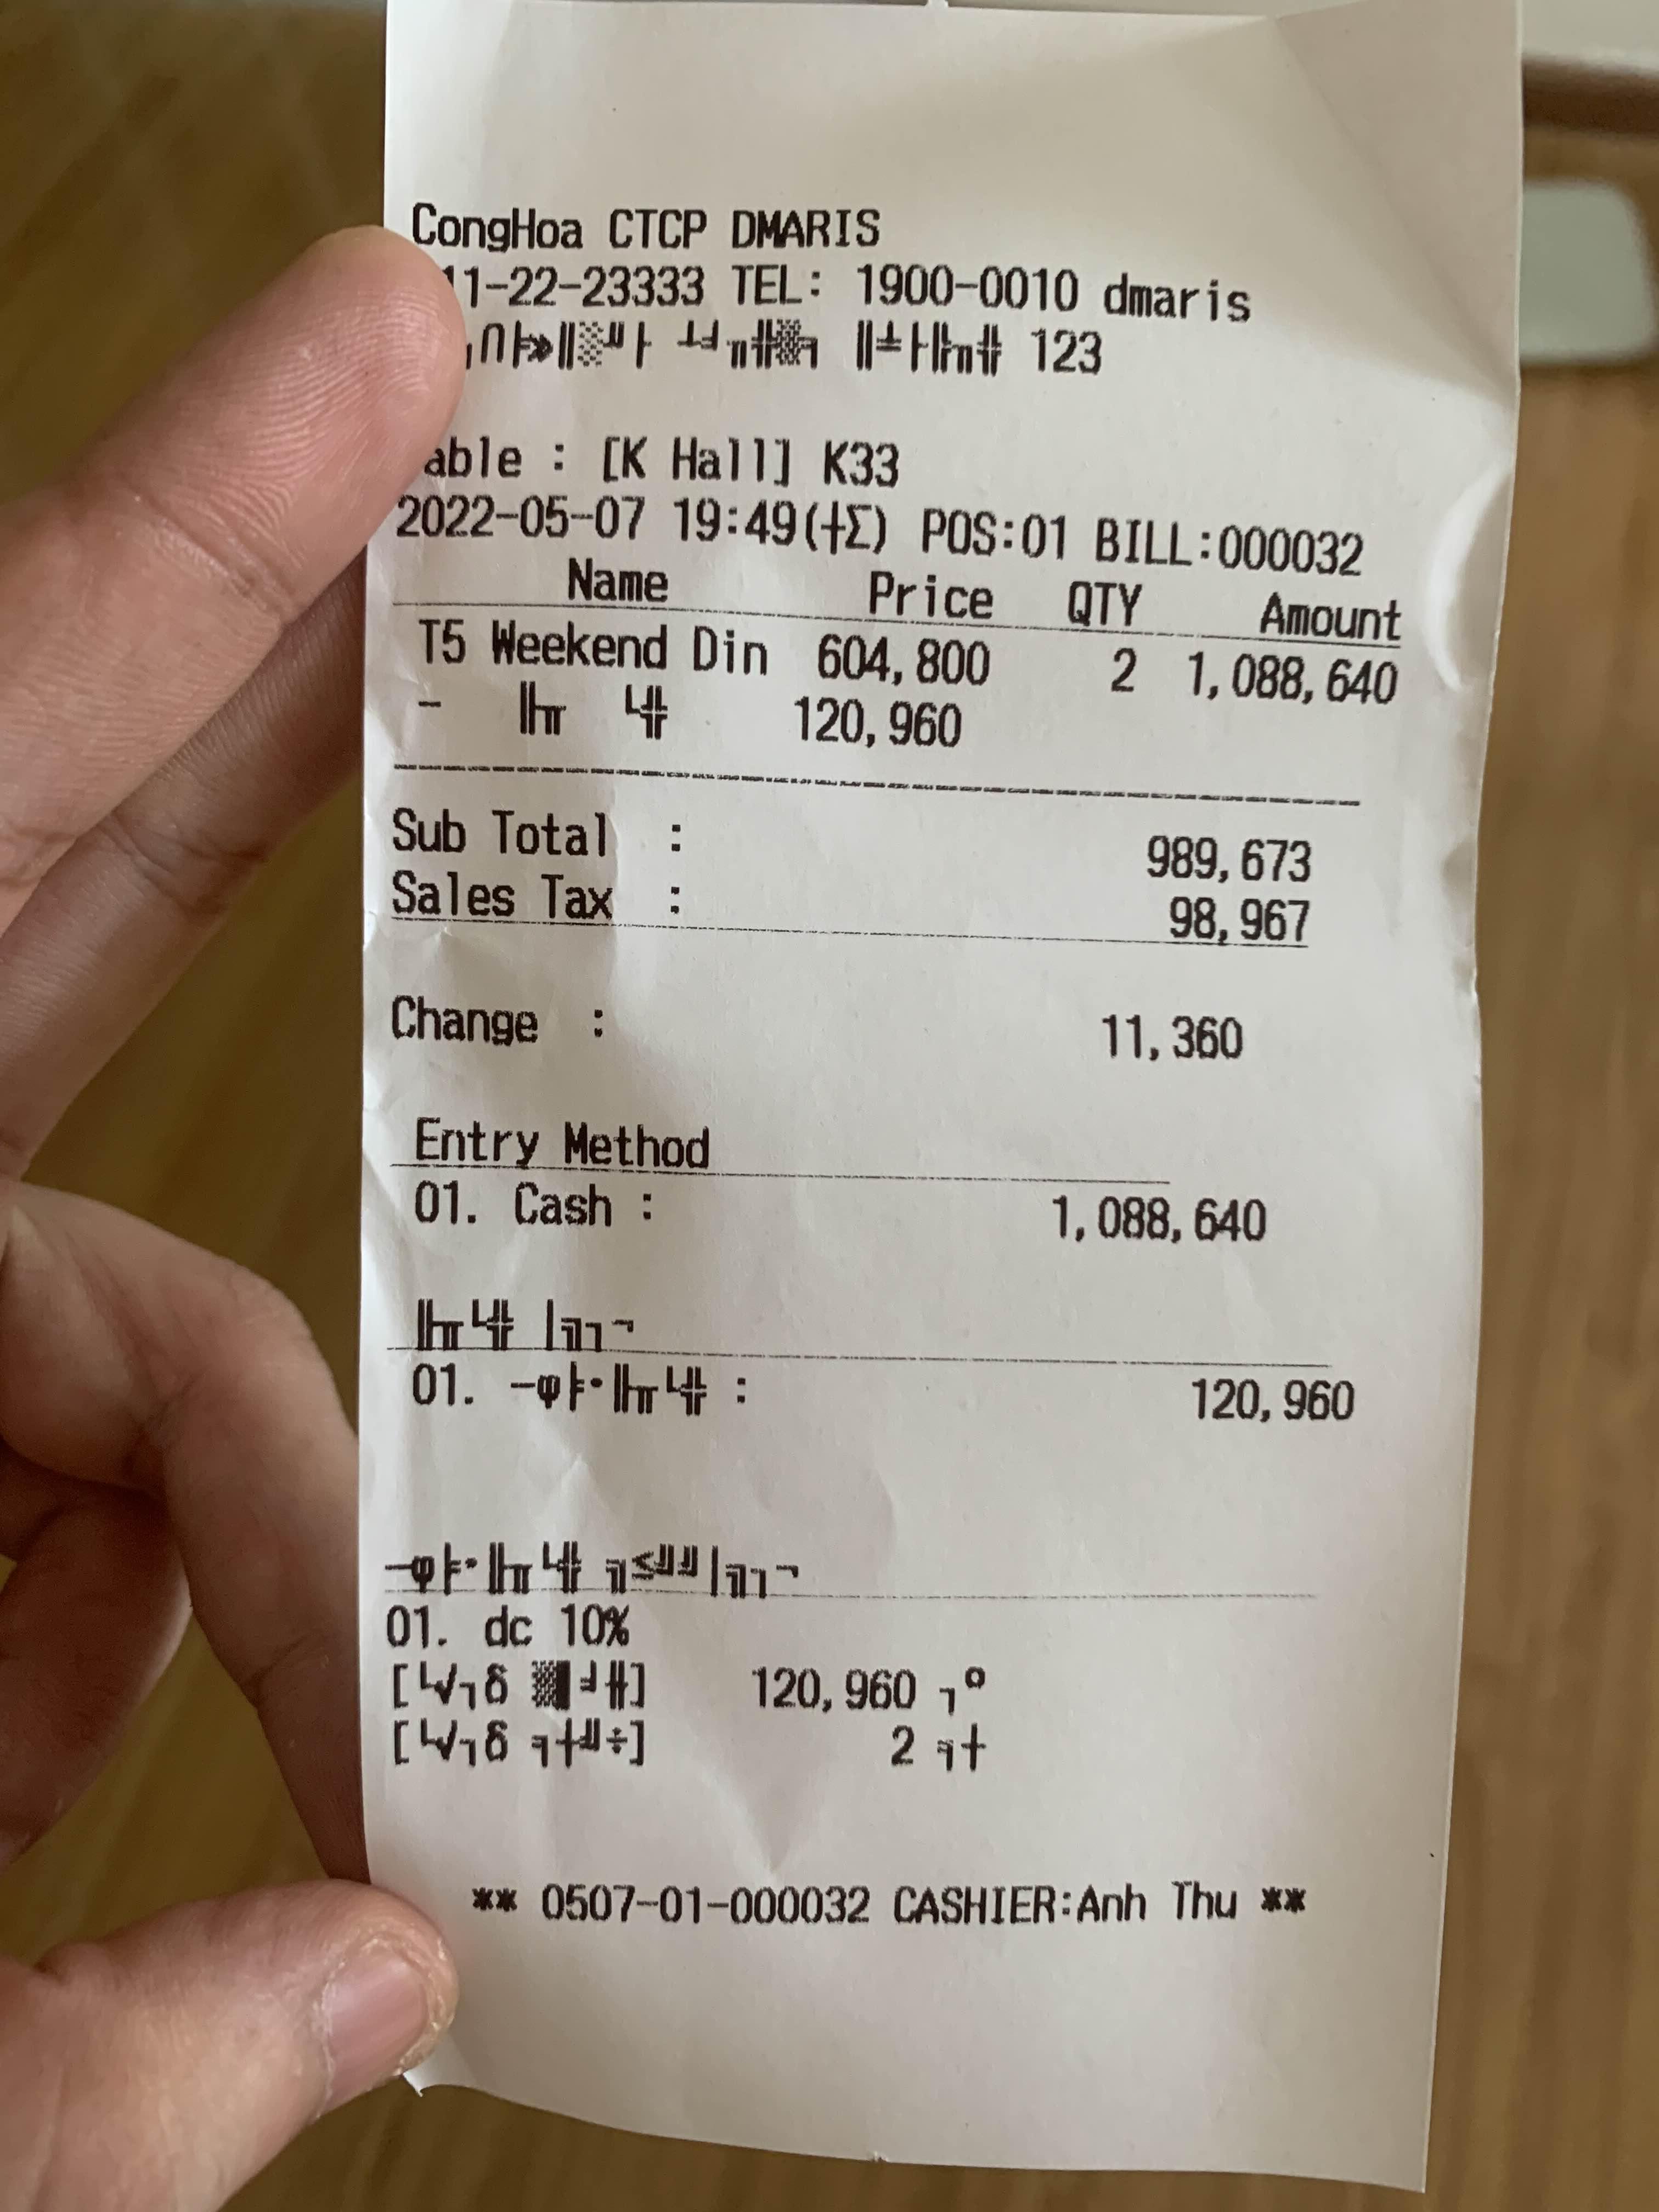 CongHoa CTCP DMARIS
11-22-23333 TEL: 1900-0010 dmaris
123
able : [K Hall] K33
2022-05-07 19:49(┼Σ) POS:01 BILL:000032
Name Price QTY Amount
T5 Weekend Din 604,800 2 1,088,640
- 120,960
Sub Total : 989,673
Sales Tax : 98,967
Change : 11,360
Entry Method
01. Cash : 1,088,640
01. : 120,960
01. dc 10%
120,960
2
** 0507-01-000032 CASHIER:Anh Thu **